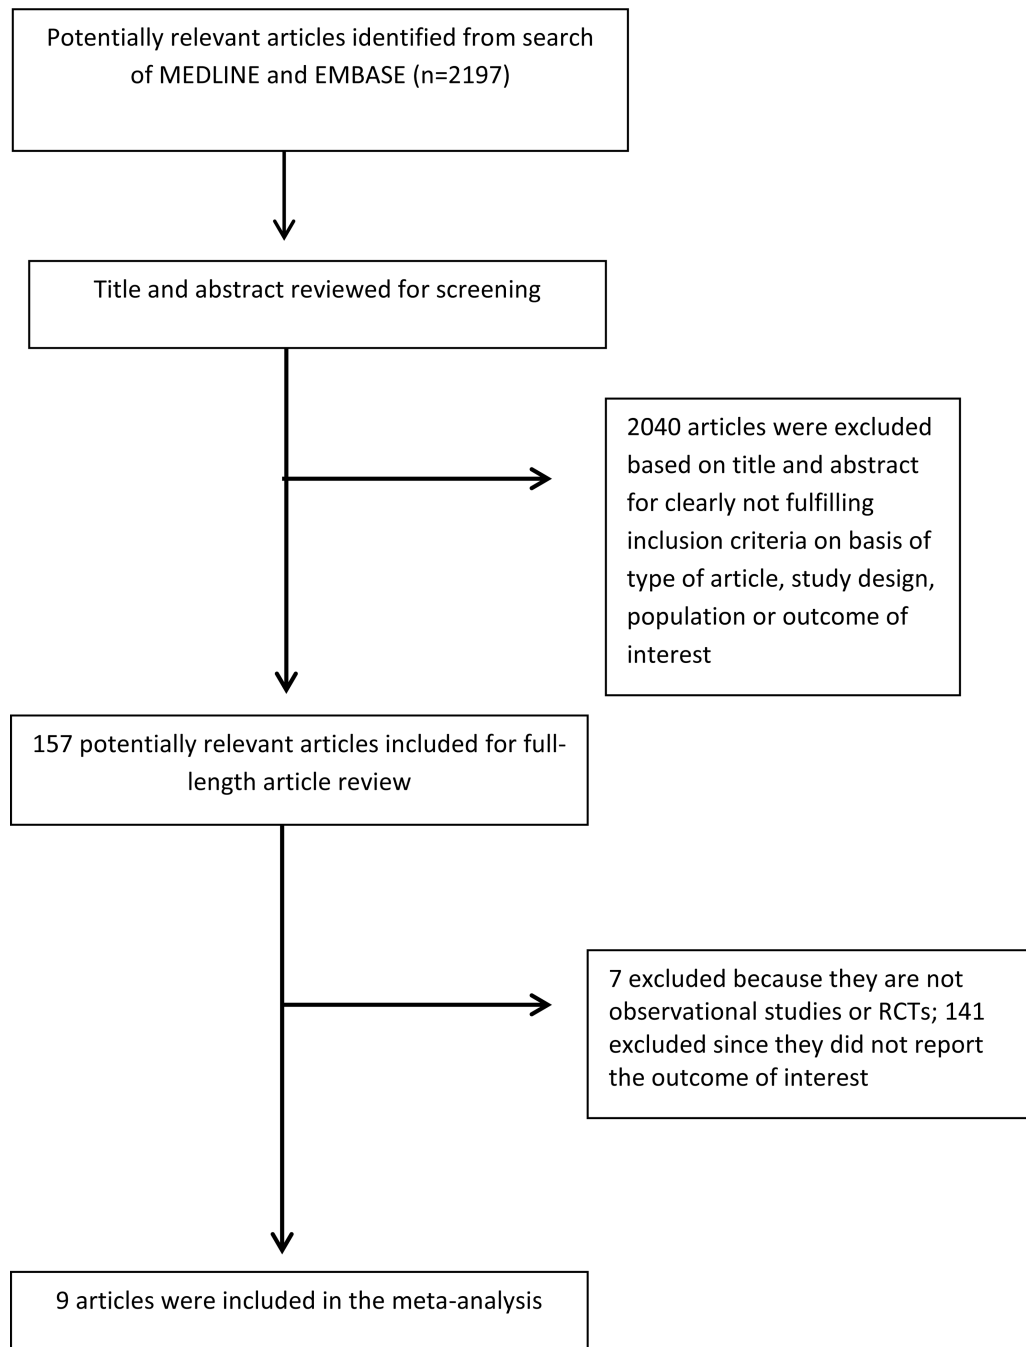 Potentially relevant articles identified from search
of MEDLINE and EMBASE (n=2197)
Title and abstract reviewed for screening
2040 articles were excluded
based on title and abstract
for clearly not fulfilling
inclusion criteria on basis of
type of article, study design,
population or outcome of
interest
157 potentially relevant articles included for full-
length article review
7 excluded because they are not
observational studies or RCTs; 141
excluded since they did not report
the outcome of interest
9 articles were included in the meta-analysis